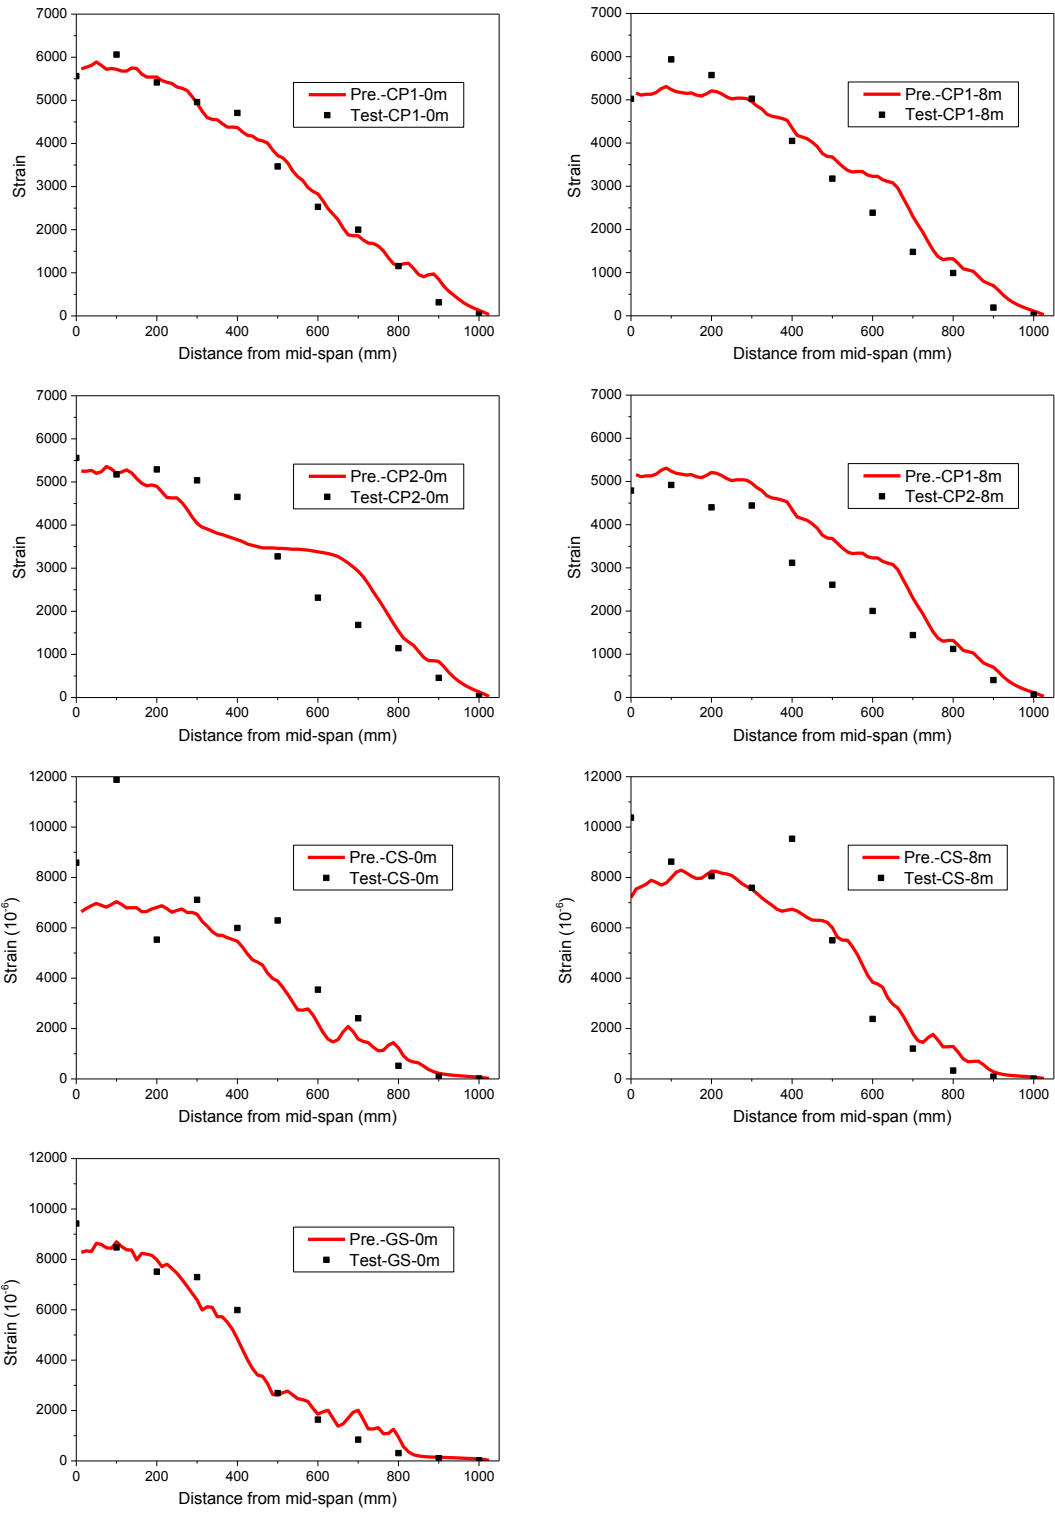 7000
6000
5000
4000
3000
2000
1000
0
Strain
Pre.-CP1-0m
Test-CP1-0m
0 200 400 600 800 1000
Distance from mid-span (mm)
7000
6000
5000
4000
3000
2000
1000
0
Strain
Pre.-CP1-8m
Test-CP1-8m
0 200 400 600 800 1000
Distance from mid-span (mm)
7000
6000
5000
4000
3000
2000
1000
0
Strain
Pre.-CP2-0m
Test-CP2-0m
0 200 400 600 800 1000
Distance from mid-span (mm)
7000
6000
5000
4000
3000
2000
1000
0
Strain
Pre.-CP1-8m
Test-CP2-8m
0 200 400 600 800 1000
Distance from mid-span (mm)
12000
10000
8000
6000
4000
2000
0
Strain (10⁻⁶)
Pre.-CS-0m
Test-CS-0m
0 200 400 600 800 1000
Distance from mid-span (mm)
12000
10000
8000
6000
4000
2000
0
Strain (10⁻⁶)
Pre.-CS-8m
Test-CS-8m
0 200 400 600 800 1000
Distance from mid-span (mm)
12000
10000
8000
6000
4000
2000
0
Strain (10⁻⁶)
Pre.-GS-0m
Test-GS-0m
0 200 400 600 800 1000
Distance from mid-span (mm)